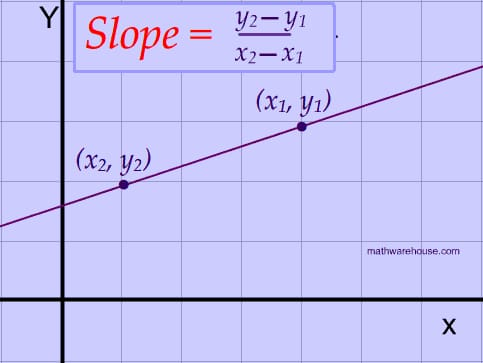 Y
Slope = y₂ − y₁ / x₂ − x₁
(x₁, y₁)
(x₂, y₂)
mathwarehouse.com
x